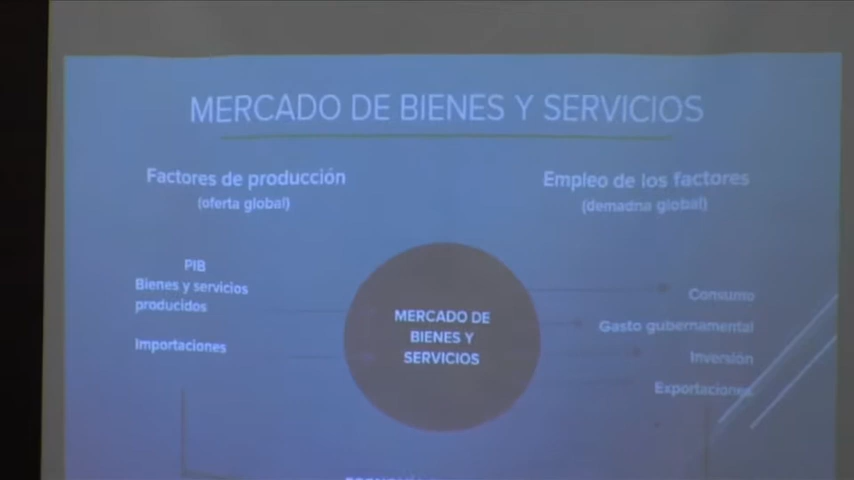 MERCADO DE BIENES Y SERVICIOS
Factores de producción
(oferta global)
Empleo de los factores
(demadna global)
PIB
Bienes y servicios
producidos
Importaciones
MERCADO DE
BIENES Y
SERVICIOS
Consumo
Gasto gubernamental
Inversión
Exportaciones